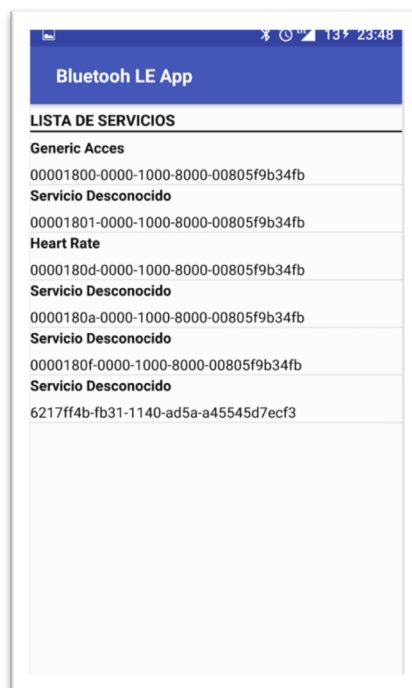 LTE 13 23:48
Bluetooh LE App
LISTA DE SERVICIOS
Generic Acces
00001800-0000-1000-8000-00805f9b34fb
Servicio Desconocido
00001801-0000-1000-8000-00805f9b34fb
Heart Rate
0000180d-0000-1000-8000-00805f9b34fb
Servicio Desconocido
0000180a-0000-1000-8000-00805f9b34fb
Servicio Desconocido
0000180f-0000-1000-8000-00805f9b34fb
Servicio Desconocido
6217ff4b-fb31-1140-ad5a-a45545d7ecf3